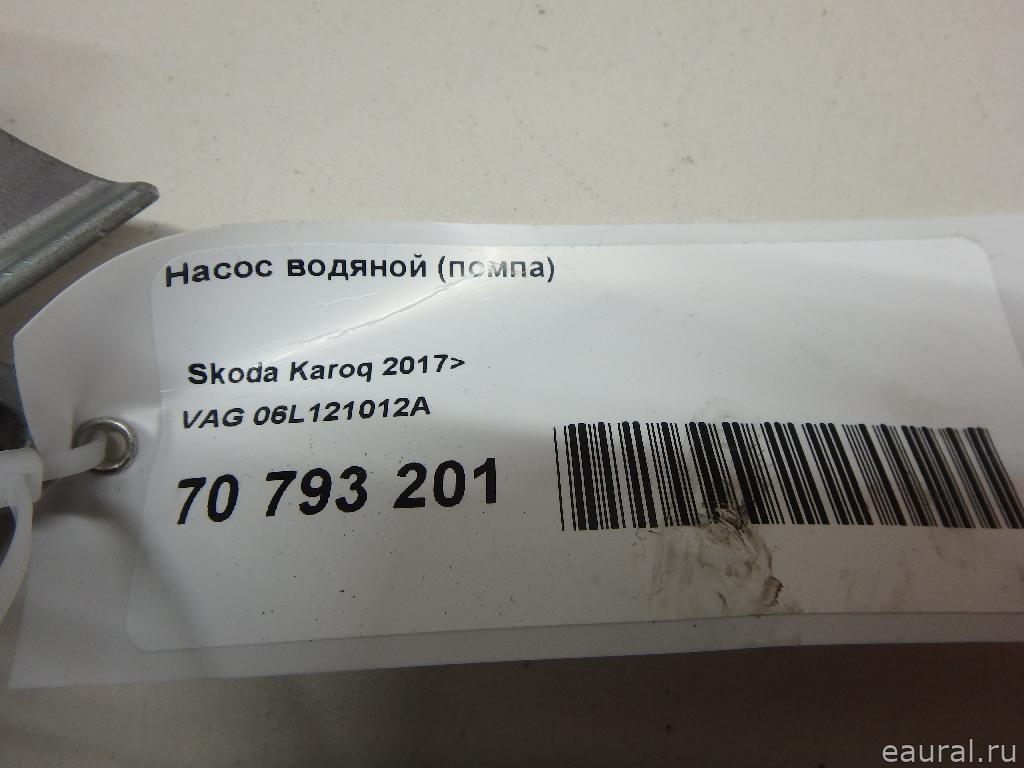 Насос водяной (помпа)
Skoda Karoq 2017>
VAG 06L121012A
70 793 201
eaural.ru